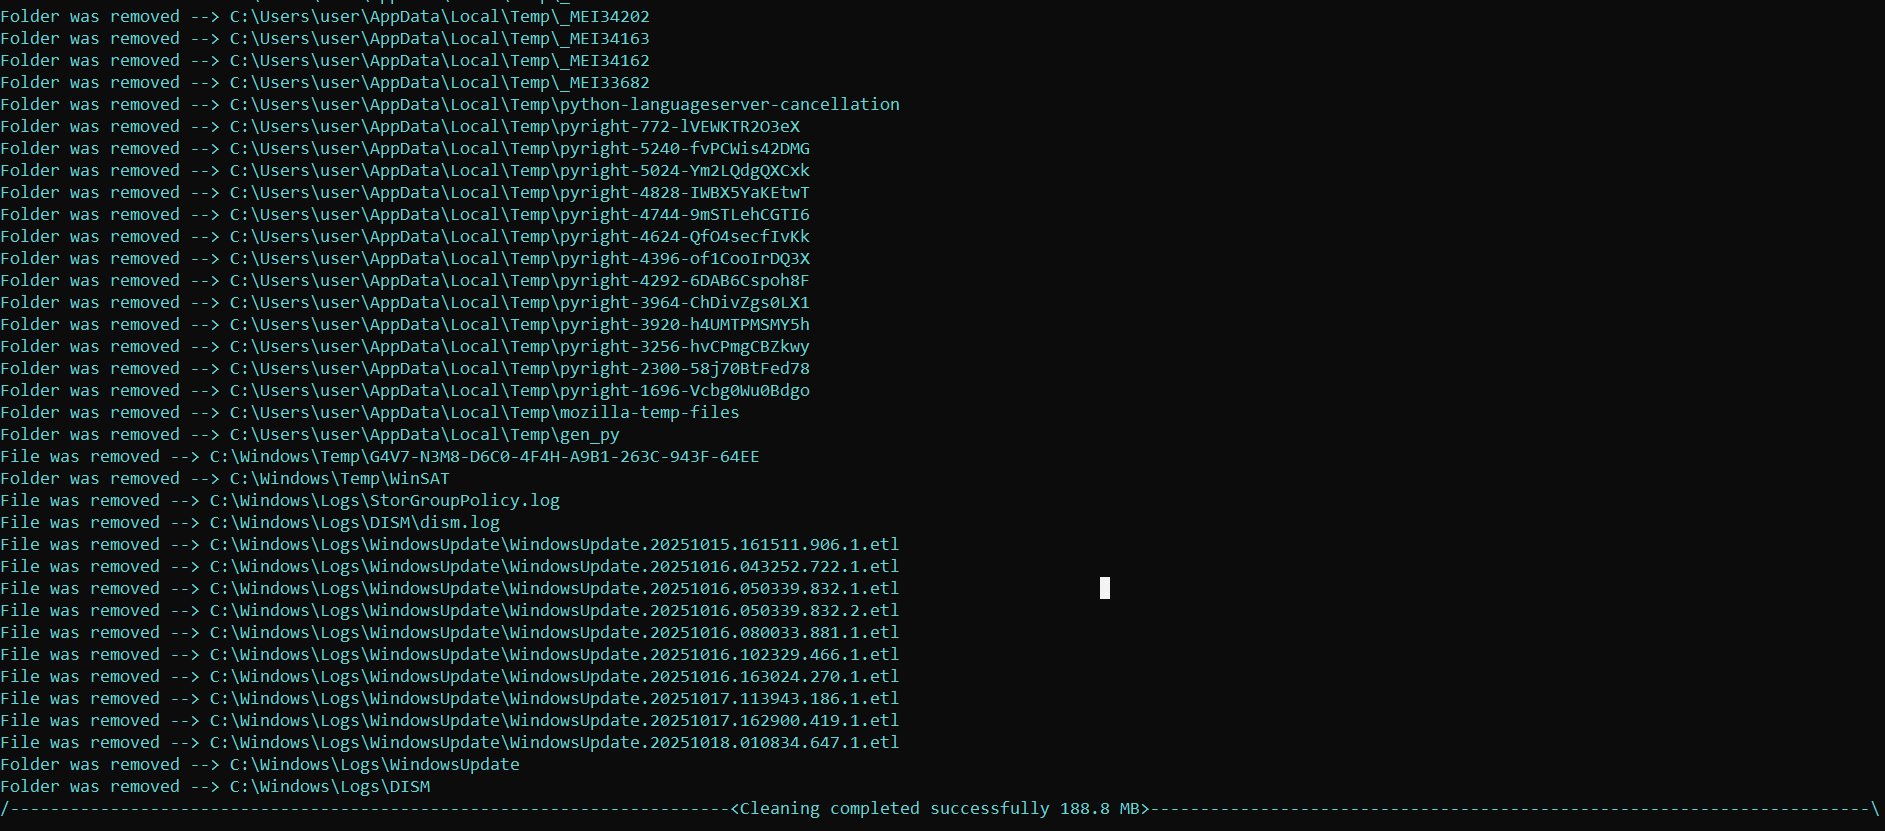 Folder was removed --> C:\Users\user\AppData\Local\Temp\_MEI34202
Folder was removed --> C:\Users\user\AppData\Local\Temp\_MEI34163
Folder was removed --> C:\Users\user\AppData\Local\Temp\_MEI34162
Folder was removed --> C:\Users\user\AppData\Local\Temp\_MEI33682
Folder was removed --> C:\Users\user\AppData\Local\Temp\python-languageserver-cancellation
Folder was removed --> C:\Users\user\AppData\Local\Temp\pyright-772-lVEWKTR2O3eX
Folder was removed --> C:\Users\user\AppData\Local\Temp\pyright-5240-fvPCWis42DMG
Folder was removed --> C:\Users\user\AppData\Local\Temp\pyright-5024-Ym2LQdgQXCxk
Folder was removed --> C:\Users\user\AppData\Local\Temp\pyright-4828-IWBX5YaKEtwT
Folder was removed --> C:\Users\user\AppData\Local\Temp\pyright-4744-9mSTLehCGTI6
Folder was removed --> C:\Users\user\AppData\Local\Temp\pyright-4624-QfO4secfIvKk
Folder was removed --> C:\Users\user\AppData\Local\Temp\pyright-4396-of1CooIrDQ3X
Folder was removed --> C:\Users\user\AppData\Local\Temp\pyright-4292-6DAB6Cspoh8F
Folder was removed --> C:\Users\user\AppData\Local\Temp\pyright-3964-ChDivZgs0LX1
Folder was removed --> C:\Users\user\AppData\Local\Temp\pyright-3920-h4UMTPMSMY5h
Folder was removed --> C:\Users\user\AppData\Local\Temp\pyright-3256-hvCPmgCBZkwy
Folder was removed --> C:\Users\user\AppData\Local\Temp\pyright-2300-58j70BtFed78
Folder was removed --> C:\Users\user\AppData\Local\Temp\pyright-1696-Vcbg0Wu0Bdgo
Folder was removed --> C:\Users\user\AppData\Local\Temp\mozilla-temp-files
Folder was removed --> C:\Users\user\AppData\Local\Temp\gen_py
File was removed --> C:\Windows\Temp\G4V7-N3M8-D6C0-4F4H-A9B1-263C-943F-64EE
Folder was removed --> C:\Windows\Temp\WinSAT
File was removed --> C:\Windows\Logs\StorGroupPolicy.log
File was removed --> C:\Windows\Logs\DISM\dism.log
File was removed --> C:\Windows\Logs\WindowsUpdate\WindowsUpdate.20251015.161511.906.1.etl
File was removed --> C:\Windows\Logs\WindowsUpdate\WindowsUpdate.20251016.043252.722.1.etl
File was removed --> C:\Windows\Logs\WindowsUpdate\WindowsUpdate.20251016.050339.832.1.etl
File was removed --> C:\Windows\Logs\WindowsUpdate\WindowsUpdate.20251016.050339.832.2.etl
File was removed --> C:\Windows\Logs\WindowsUpdate\WindowsUpdate.20251016.080033.881.1.etl
File was removed --> C:\Windows\Logs\WindowsUpdate\WindowsUpdate.20251016.102329.466.1.etl
File was removed --> C:\Windows\Logs\WindowsUpdate\WindowsUpdate.20251016.163024.270.1.etl
File was removed --> C:\Windows\Logs\WindowsUpdate\WindowsUpdate.20251017.113943.186.1.etl
File was removed --> C:\Windows\Logs\WindowsUpdate\WindowsUpdate.20251017.162900.419.1.etl
File was removed --> C:\Windows\Logs\WindowsUpdate\WindowsUpdate.20251018.010834.647.1.etl
Folder was removed --> C:\Windows\Logs\WindowsUpdate
Folder was removed --> C:\Windows\Logs\DISM
/------------------------------------------------------------------------<Cleaning completed successfully 188.8 MB>------------------------------------------------------------------------\